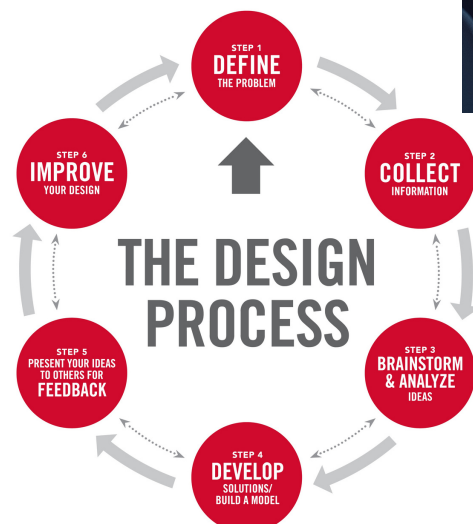 STEP 1
DEFINE
THE PROBLEM
STEP 2
COLLECT
INFORMATION
STEP 3
BRAINSTORM
& ANALYZE
IDEAS
STEP 4
DEVELOP
SOLUTIONS/
BUILD A MODEL
STEP 5
PRESENT YOUR IDEAS
TO OTHERS FOR
FEEDBACK
STEP 6
IMPROVE
YOUR DESIGN
THE DESIGN
PROCESS